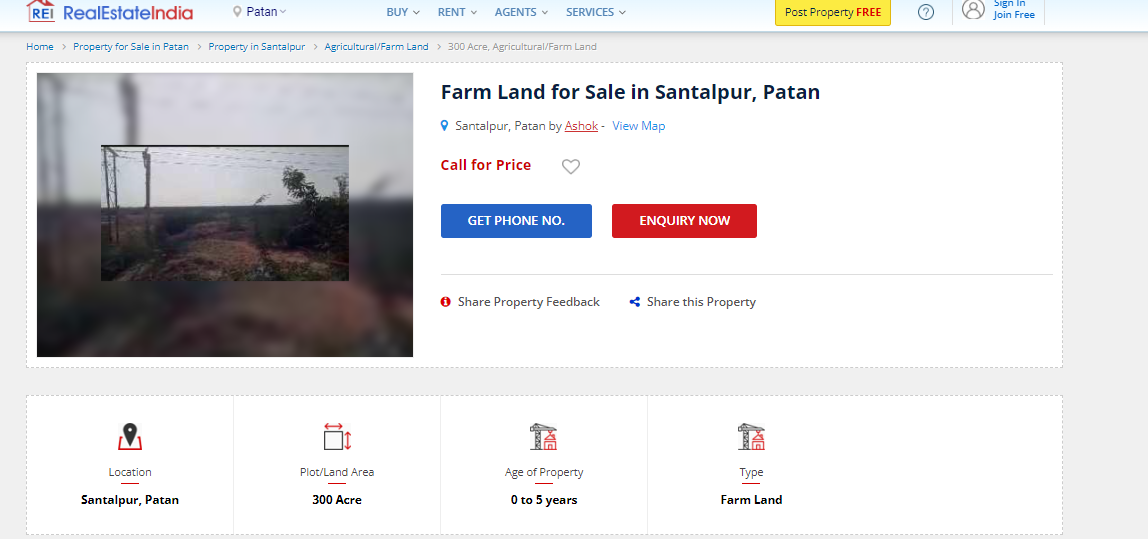 REI RealEstateIndia
Patan
BUY RENT AGENTS SERVICES
Post Property FREE
?
Sign In
Join Free
Home > Property for Sale in Patan > Property in Santalpur > Agricultural/Farm Land > 300 Acre, Agricultural/Farm Land
Farm Land for Sale in Santalpur, Patan
Santalpur, Patan by Ashok - View Map
Call for Price
GET PHONE NO. ENQUIRY NOW
Share Property Feedback Share this Property
Location Plot/Land Area Age of Property Type
Santalpur, Patan 300 Acre 0 to 5 years Farm Land